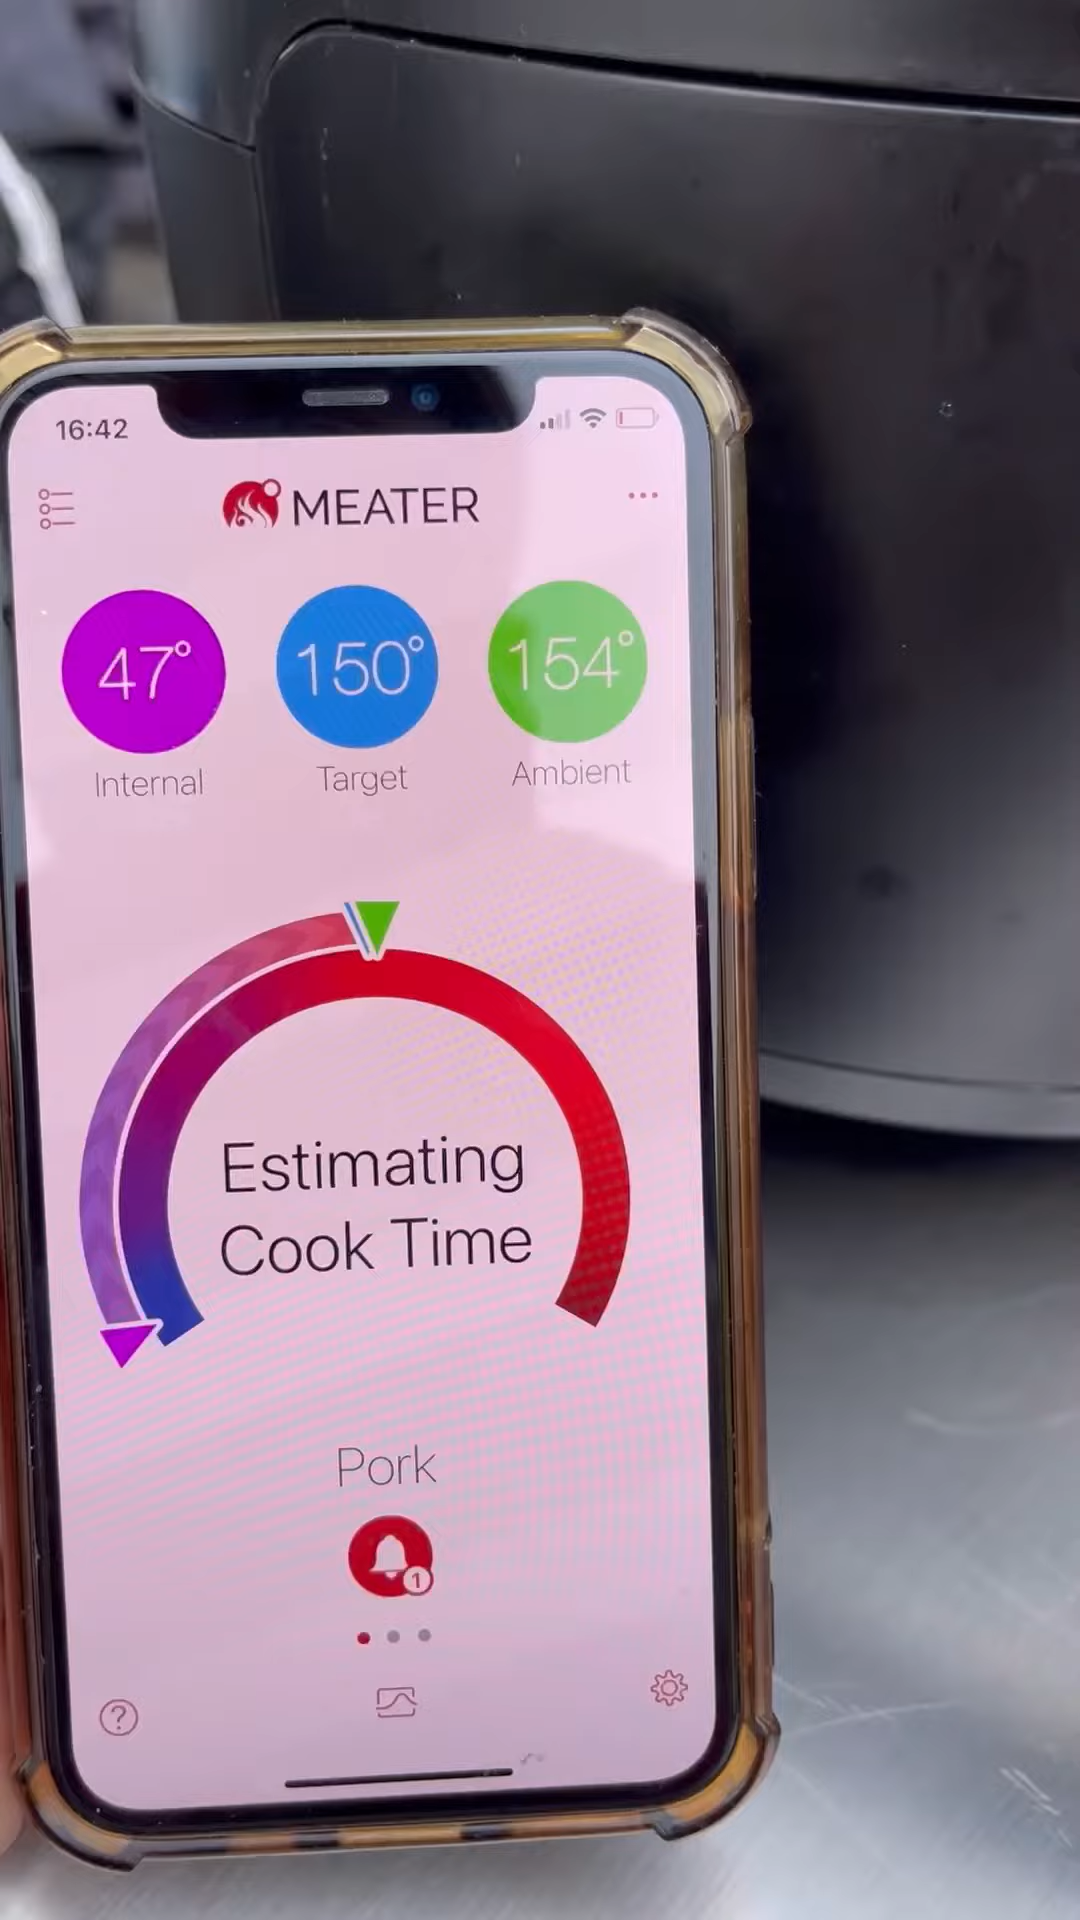 16:42
MEATER
47° 150° 154°
Internal Target Ambient
Estimating
Cook Time
Pork
1
?